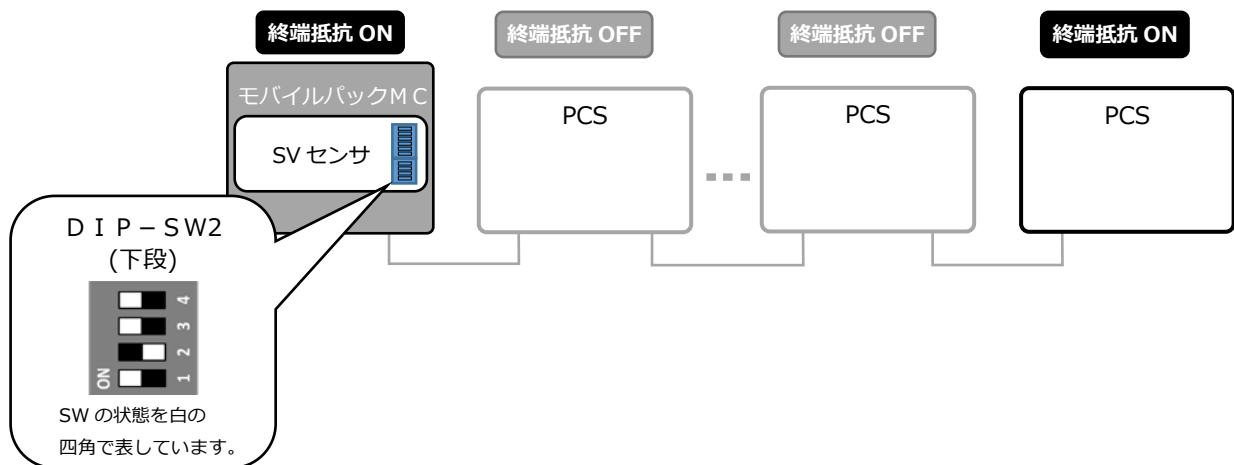 終端抵抗 ON
終端抵抗 OFF
終端抵抗 OFF
終端抵抗 ON
モバイルパックＭＣ
SV センサ
PCS
PCS
PCS
ＤＩＰ－ＳＷ2
(下段)
4
3
2
1
ON
SW の状態を白の
四角で表しています。